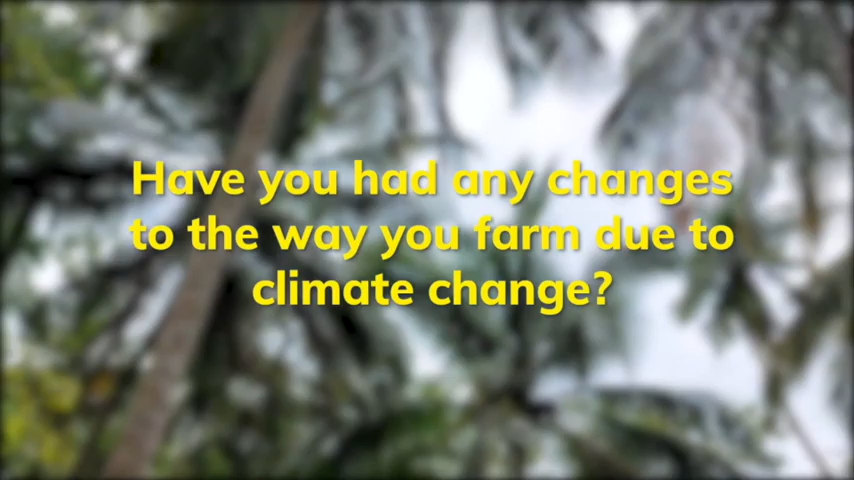 Have you had any changes
to the way you farm due to
climate change?